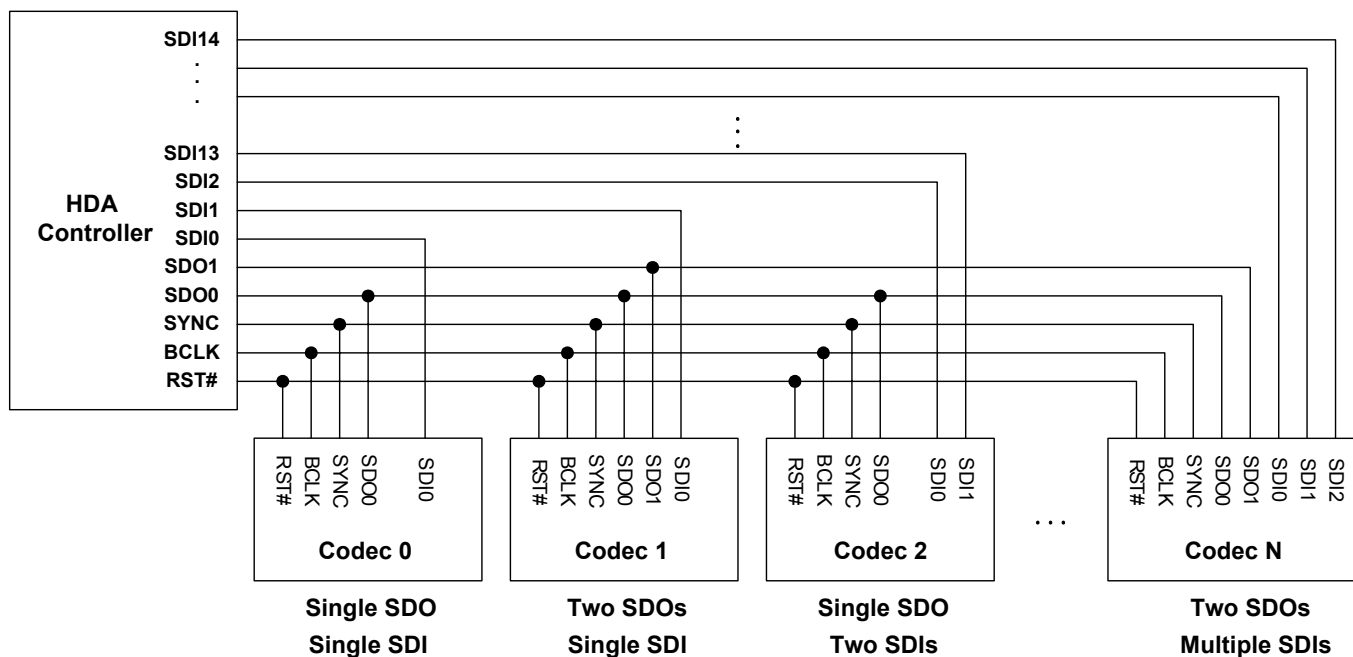 SDI14
.
.
.
SDI13
SDI2
SDI1
SDI0
SDO1
SDO0
SYNC
BCLK
RST#
HDA
Controller
. . .
RST#
BCLK
SYNC
SDO0
SDI0
Codec 0
Single SDO
Single SDI
RST#
BCLK
SYNC
SDO0
SDO1
SDI0
Codec 1
Two SDOs
Single SDI
RST#
BCLK
SYNC
SDO0
SDI0
SDI1
Codec 2
Single SDO
Two SDIs
. . .
RST#
BCLK
SYNC
SDO0
SDO1
SDI0
SDI1
SDI2
Codec N
Two SDOs
Multiple SDIs